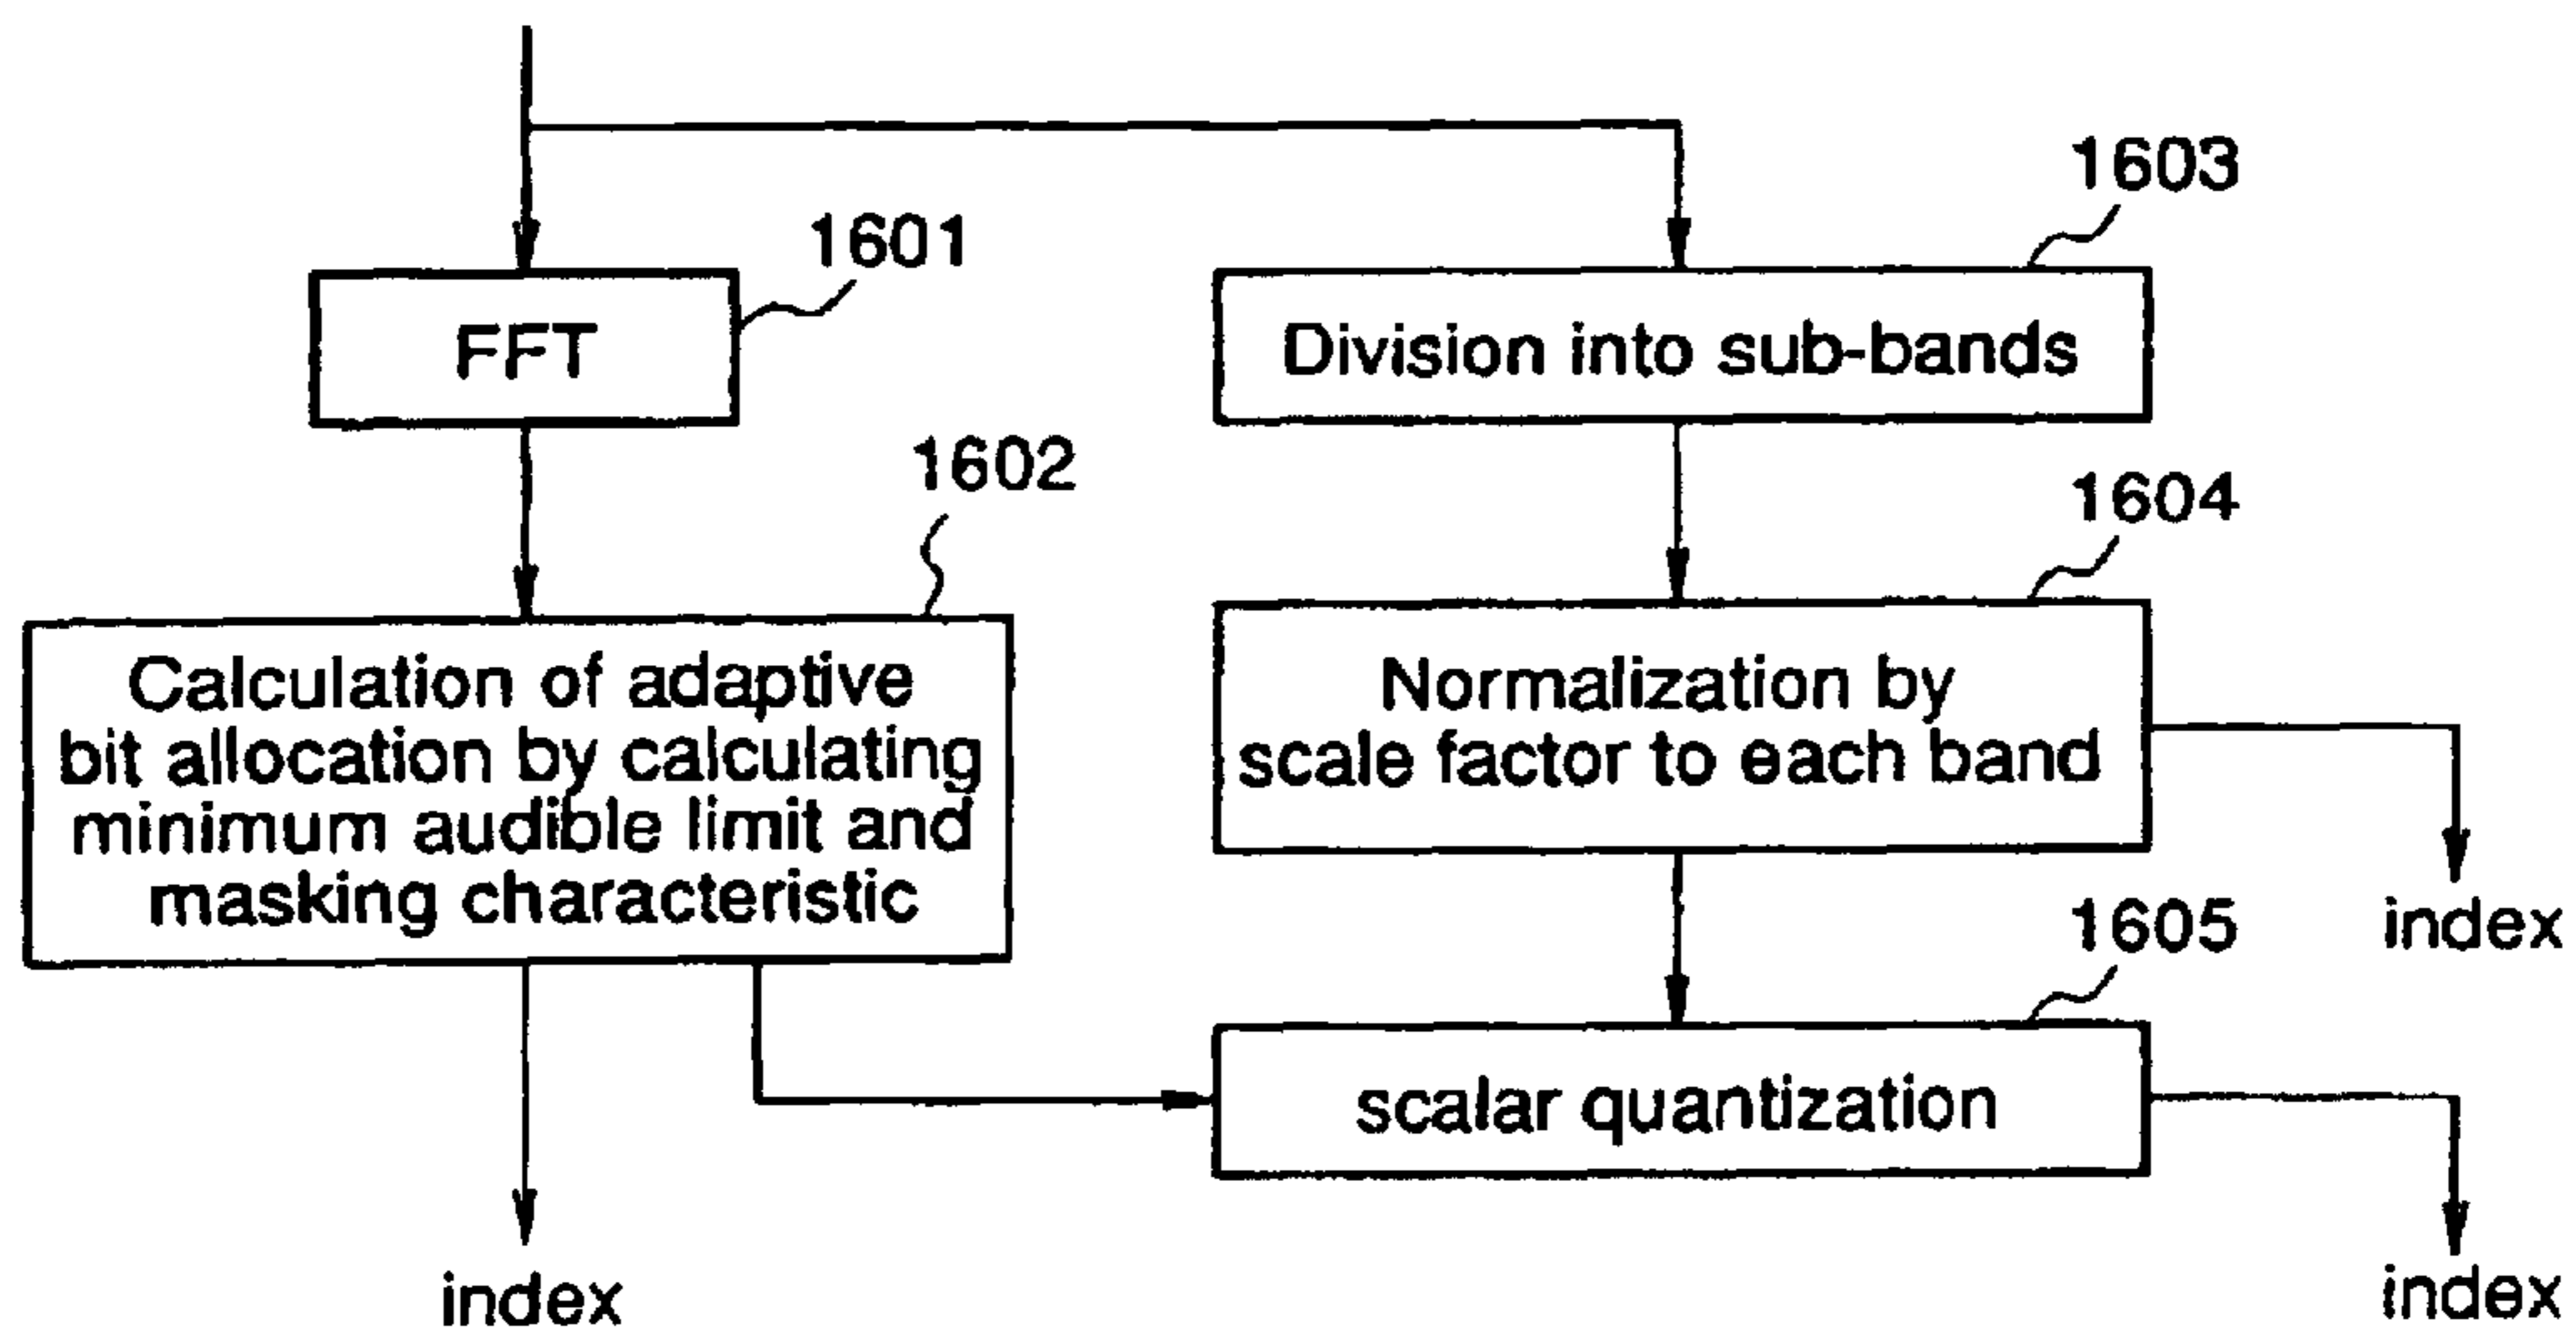 1603
1601
FFT
Division into sub-bands
1602
1604
Calculation of adaptive
bit allocation by calculating
minimum audible limit and
masking characteristic
Normalization by
scale factor to each band
index
1605
scalar quantization
index
index